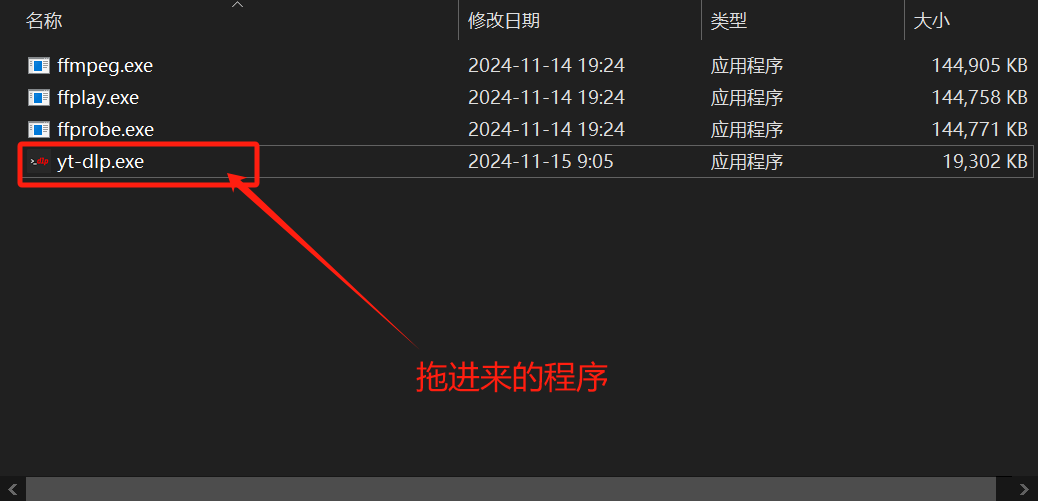 名称 修改日期 类型 大小
ffmpeg.exe 2024-11-14 19:24 应用程序 144,905 KB
ffplay.exe 2024-11-14 19:24 应用程序 144,758 KB
ffprobe.exe 2024-11-14 19:24 应用程序 144,771 KB
yt-dlp.exe 2024-11-15 9:05 应用程序 19,302 KB
拖进来的程序